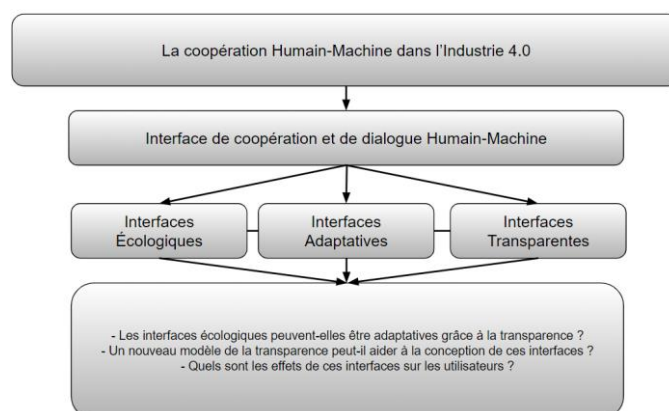 La coopération Humain-Machine dans l'Industrie 4.0
Interface de coopération et de dialogue Humain-Machine
Interfaces
Écologiques
Interfaces
Adaptatives
Interfaces
Transparentes
- Les interfaces écologiques peuvent-elles être adaptatives grâce à la transparence ?
- Un nouveau modèle de la transparence peut-il aider à la conception de ces interfaces ?
- Quels sont les effets de ces interfaces sur les utilisateurs ?